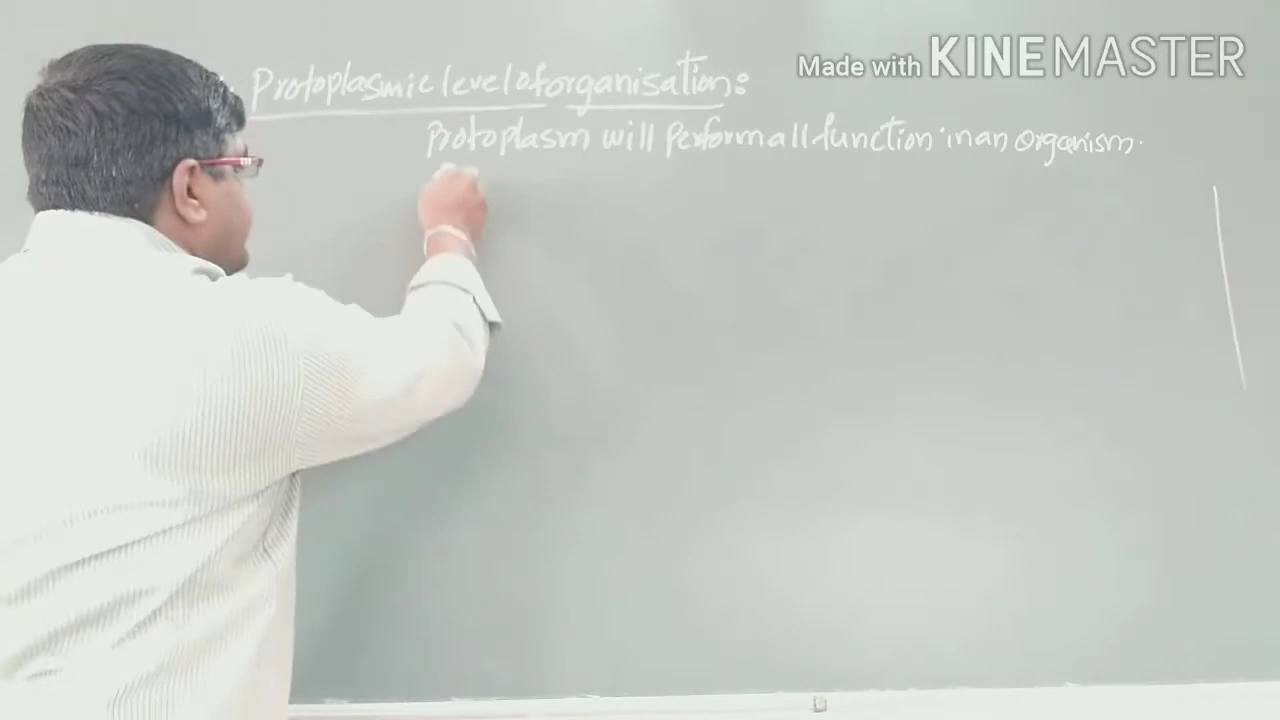 Made with KINEMASTER
Protoplasmic level of organisation:
Protoplasm will perform all function in an organism.